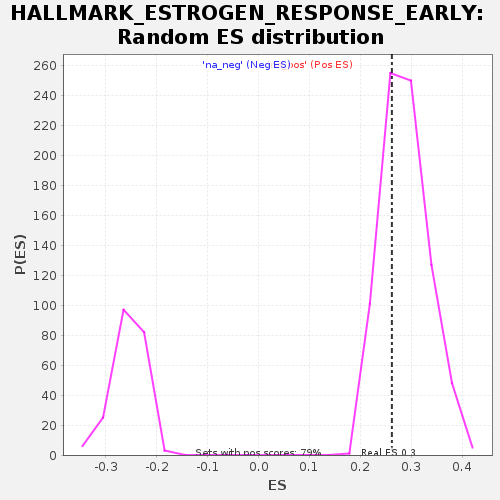 HALLMARK_ESTROGEN_RESPONSE_EARLY:
Random ES distribution
'na_neg' (Neg ES) pos' (Pos ES)
260
240
220
200
180
160
140
120
100
80
60
40
20
0
P(ES)
Sets with pos scores: 79%
Real ES 0.3
-0.3 -0.2 -0.1 0.0 0.1 0.2 0.3 0.4
ES